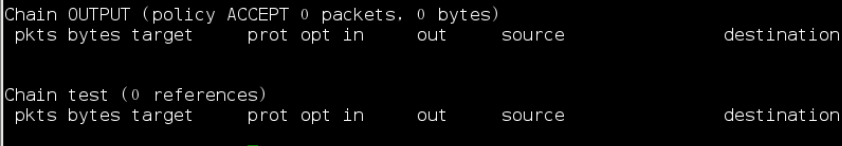 Chain OUTPUT (policy ACCEPT 0 packets, 0 bytes)
pkts bytes target prot opt in out source destination
Chain test (0 references)
pkts bytes target prot opt in out source destination